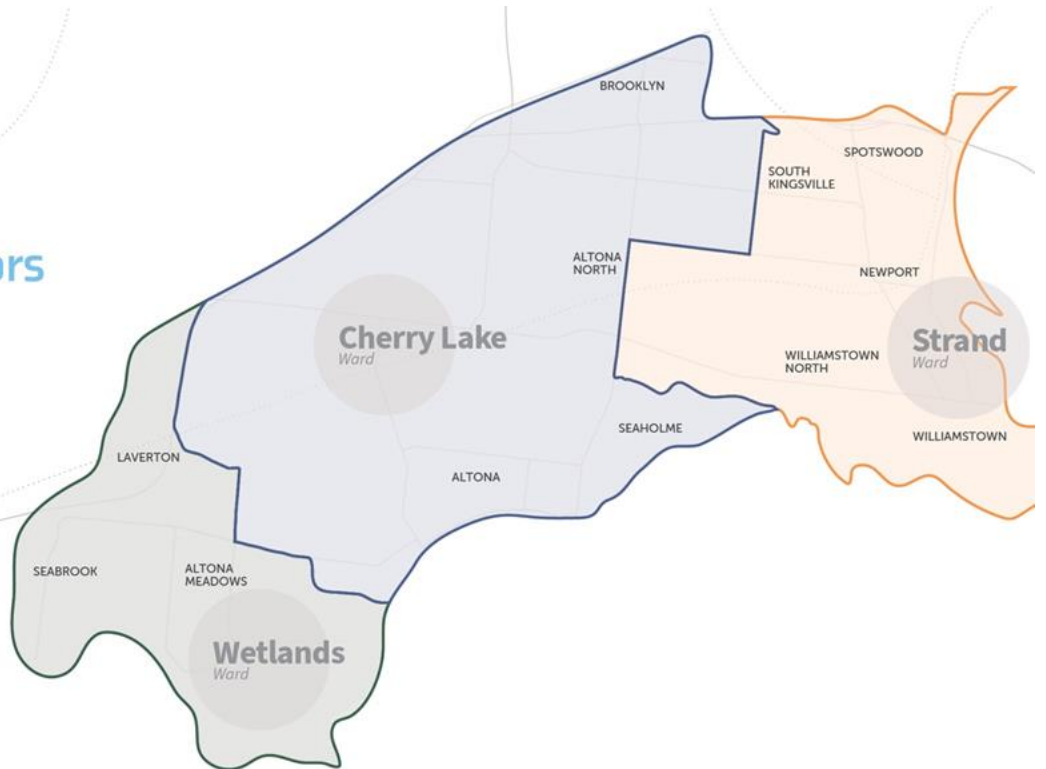 BROOKLYN
SPOTSWOOD
SOUTH
KINGSVILLE
ALTONA
NORTH
NEWPORT
Cherry Lake
Ward
Strand
Ward
WILLIAMSTOWN
NORTH
SEAHOLME
WILLIAMSTOWN
LAVERTON
ALTONA
SEABROOK
ALTONA
MEADOWS
Wetlands
Ward